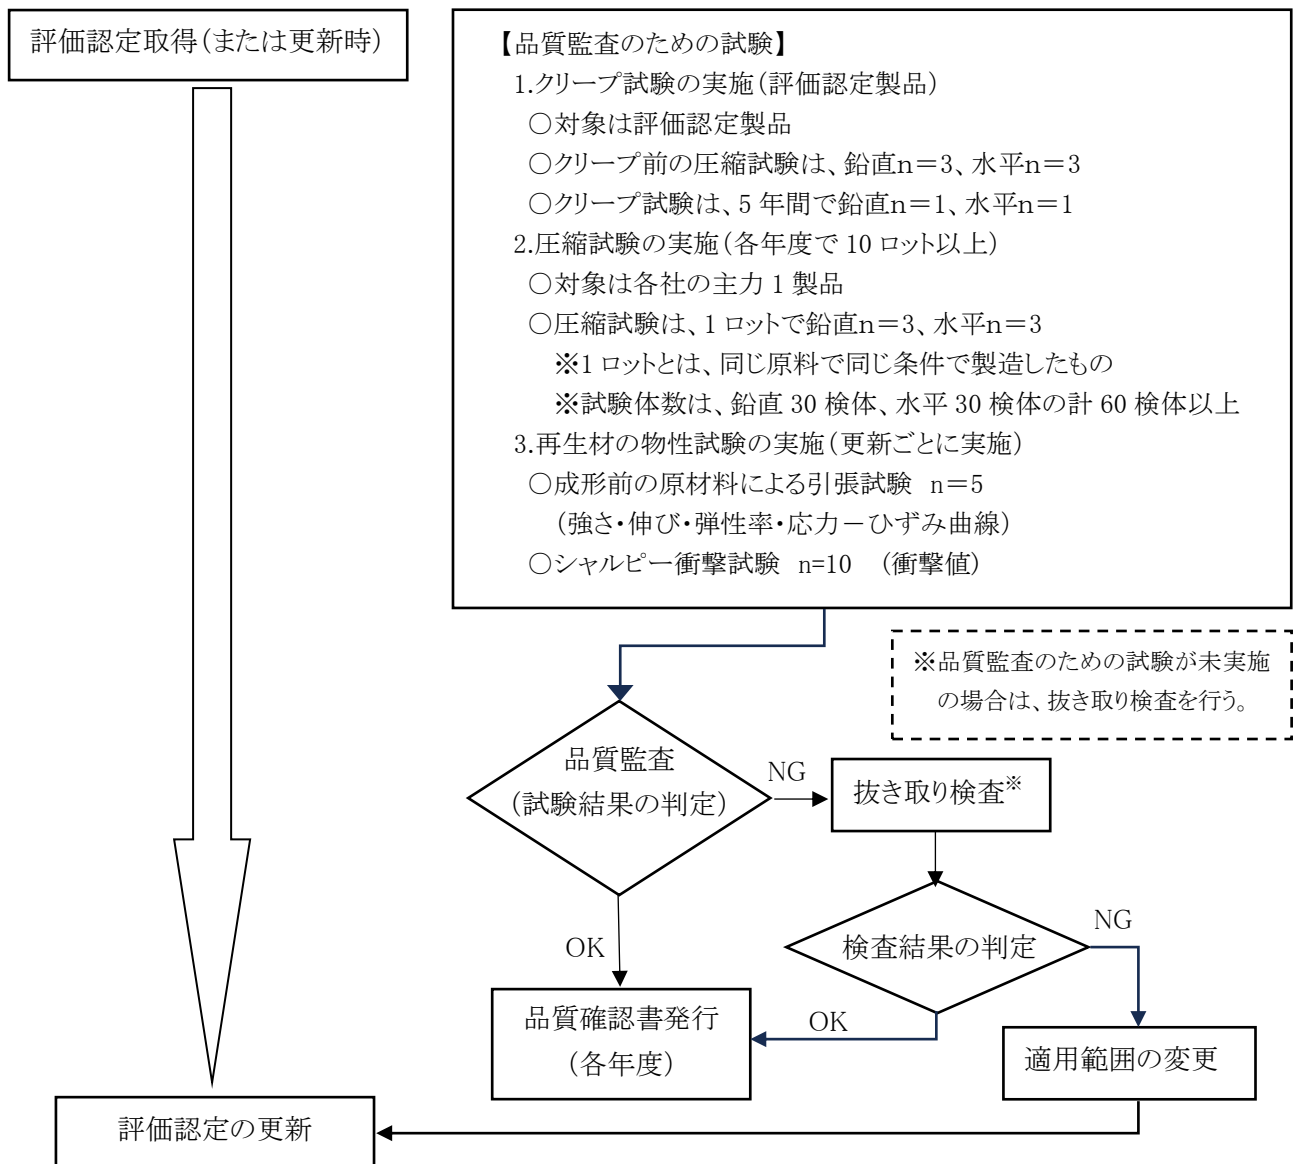 評価認定取得(または更新時)
【品質監査のための試験】
1.クリープ試験の実施(評価認定製品)
○対象は評価認定製品
○クリープ前の圧縮試験は、鉛直n=3、水平n=3
○クリープ試験は、5年間で鉛直n=1、水平n=1
2.圧縮試験の実施(各年度で10ロット以上)
○対象は各社の主力1製品
○圧縮試験は、1ロットで鉛直n=3、水平n=3
※1ロットとは、同じ原料で同じ条件で製造したもの
※試験体数は、鉛直30検体、水平30検体の計60検体以上
3.再生材の物性試験の実施(更新ごとに実施)
○成形前の原材料による引張試験 n=5
(強さ・伸び・弾性率・応力-ひずみ曲線)
○シャルピー衝撃試験 n=10 (衝撃値)
※品質監査のための試験が未実施
の場合は、抜き取り検査を行う。
品質監査
(試験結果の判定)
NG
抜き取り検査※
検査結果の判定
NG
OK
品質確認書発行
(各年度)
OK
適用範囲の変更
評価認定の更新